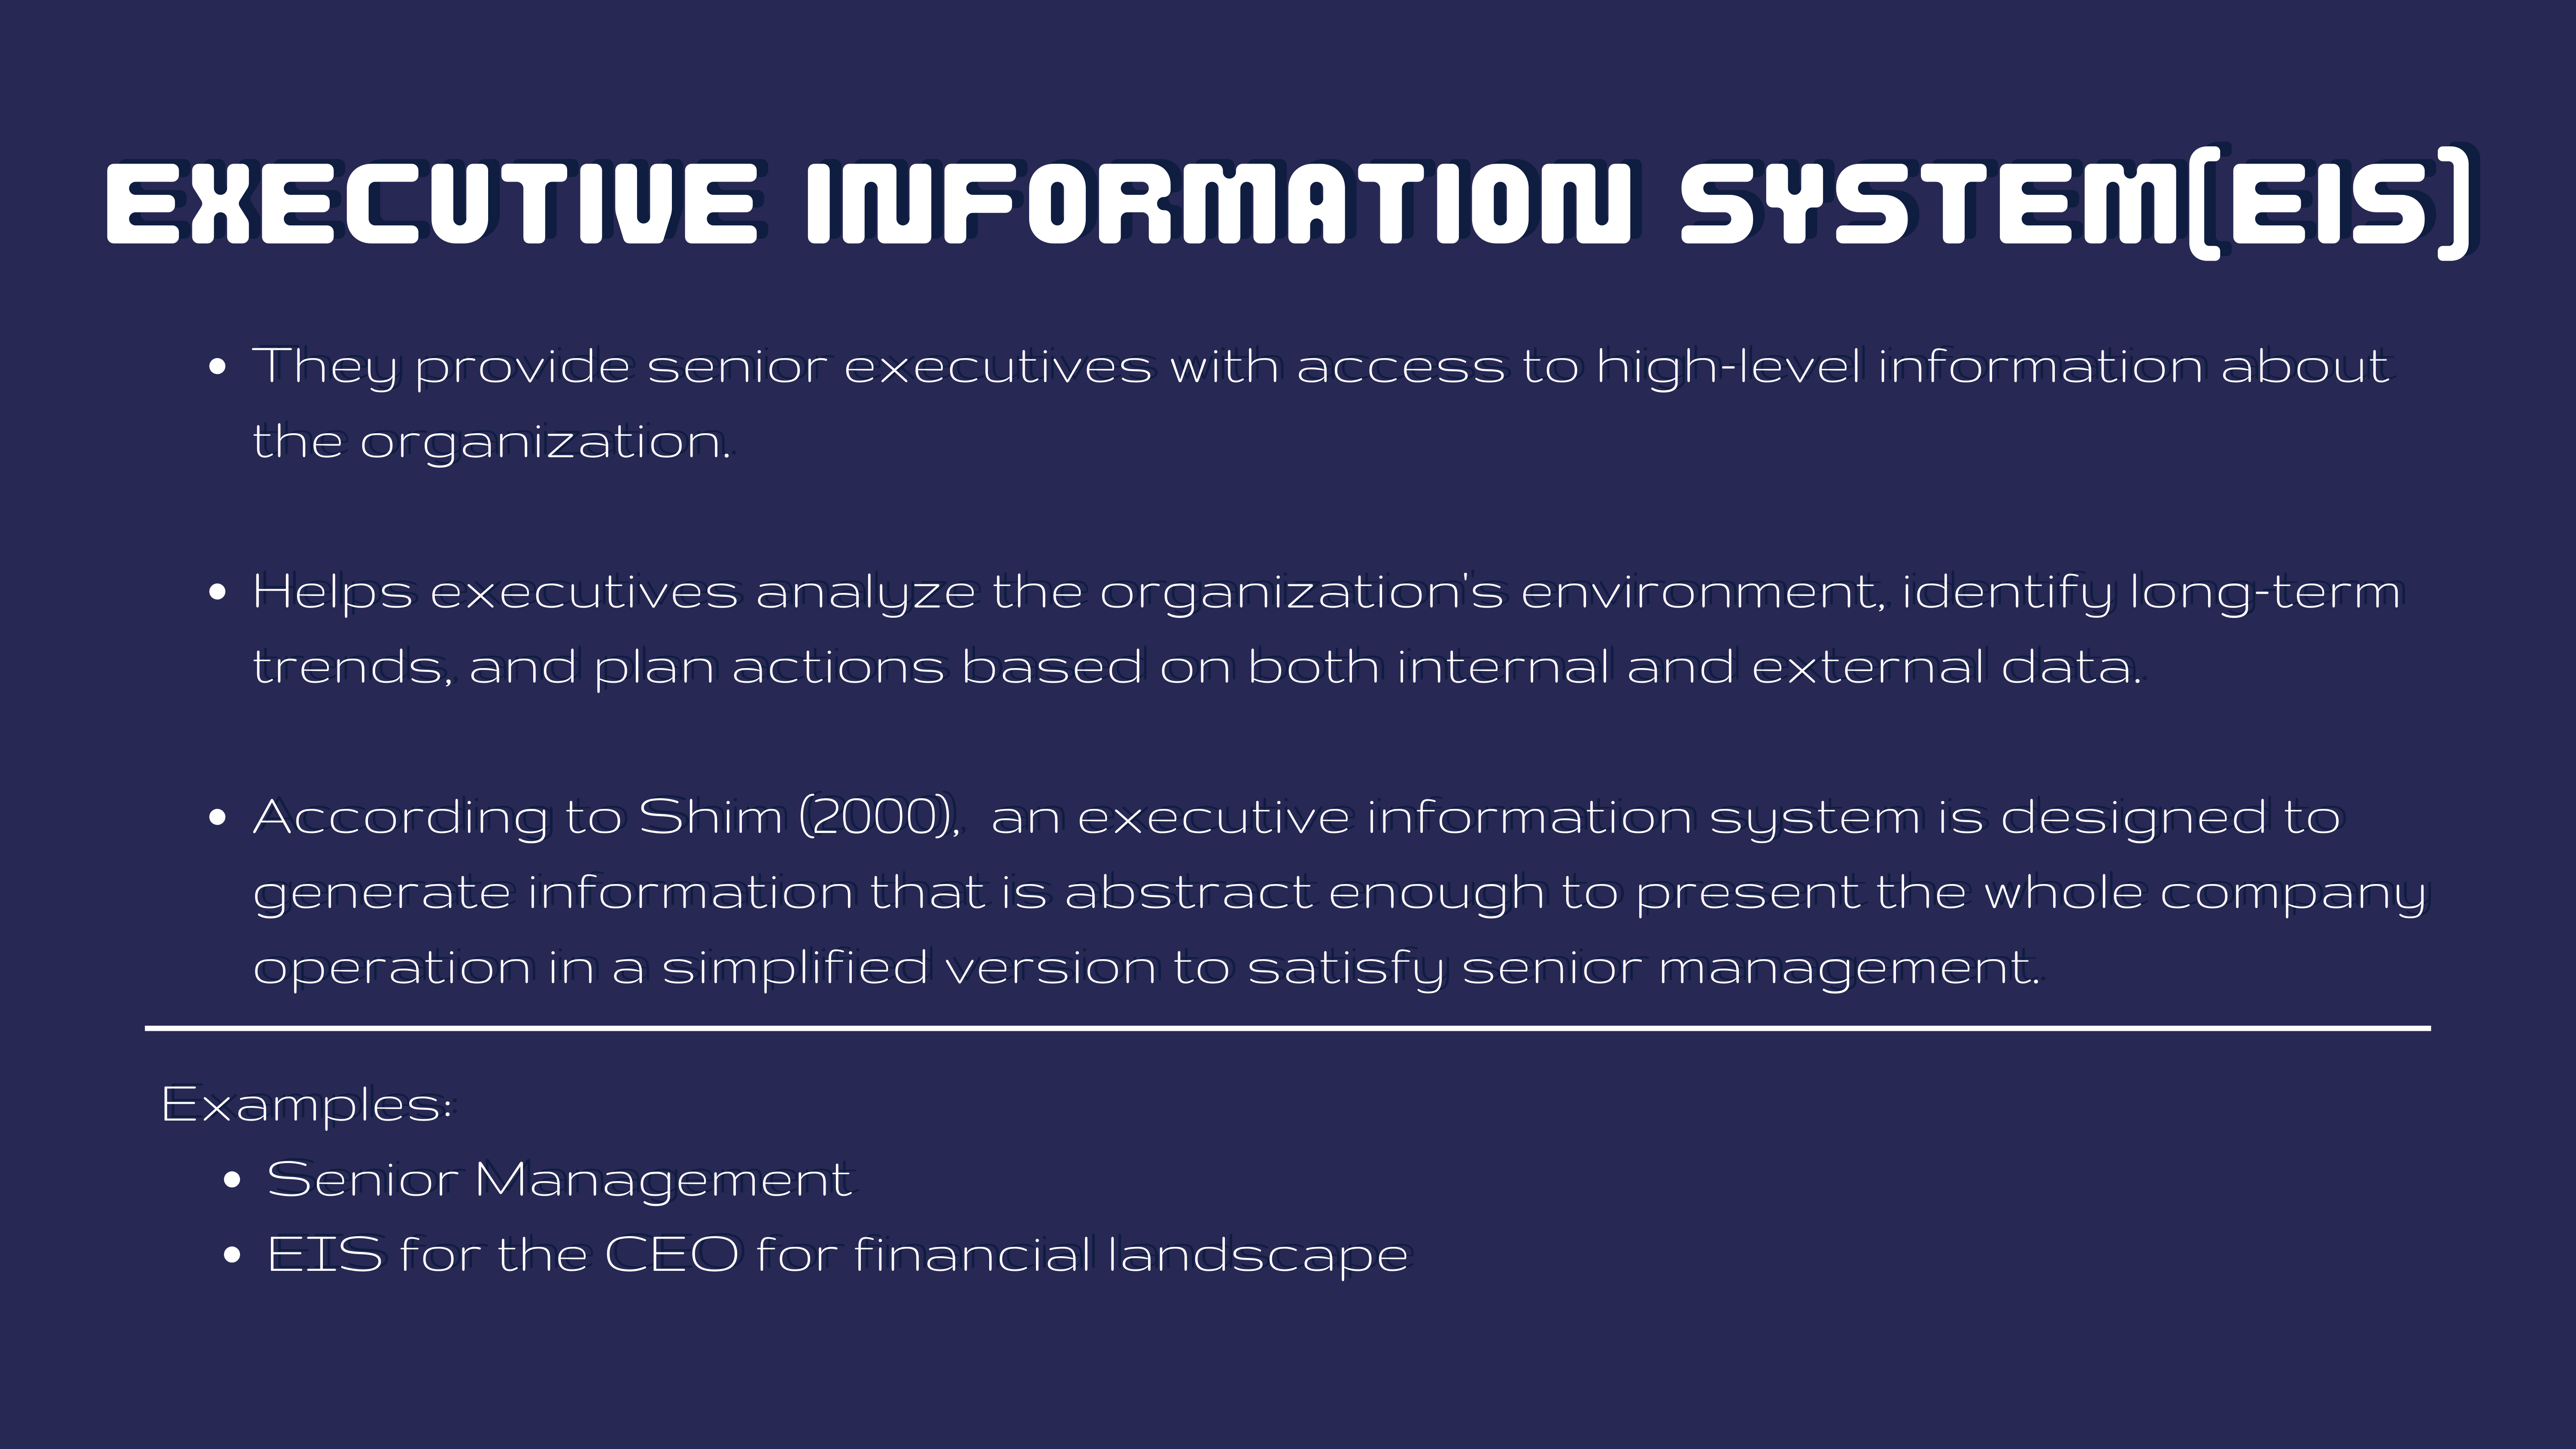 EXECUTIVE INFORMATION SYSTEM(EIS)
• They provide senior executives with access to high-level information about
the organization.
• Helps executives analyze the organization's environment, identify long-term
trends, and plan actions based on both internal and external data.
• According to Shim (2000),  an executive information system is designed to
generate information that is abstract enough to present the whole company
operation in a simplified version to satisfy senior management.
Examples:
• Senior Management
• EIS for the CEO for financial landscape